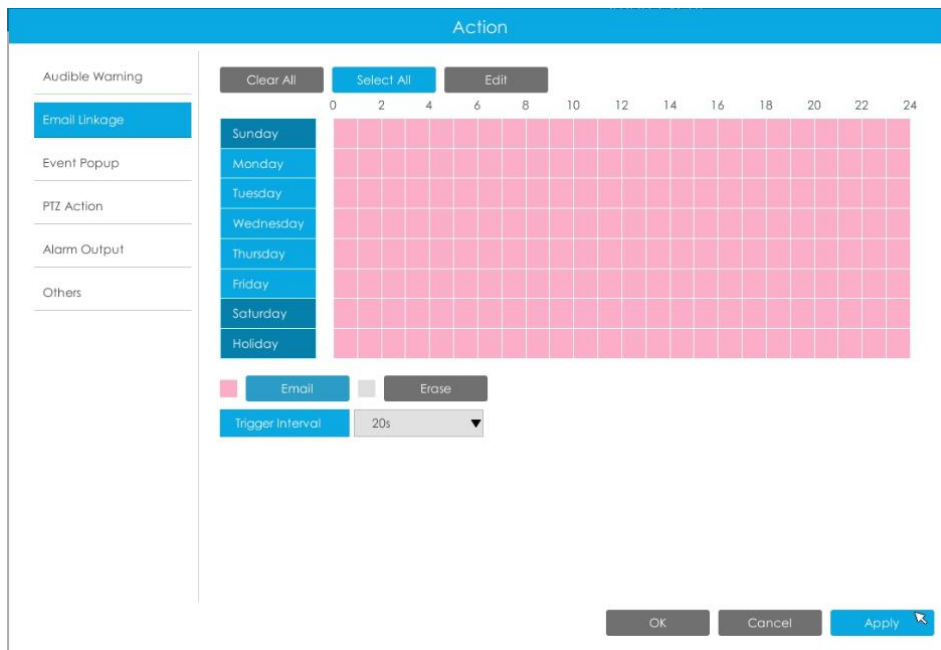 Action
Audible Warning
Email Linkage
Event Popup
PTZ Action
Alarm Output
Others
Clear All Select All Edit
0 2 4 6 8 10 12 14 16 18 20 22 24
Sunday
Monday
Tuesday
Wednesday
Thursday
Friday
Saturday
Holiday
Email Erase
Trigger Interval 20s
OK Cancel Apply